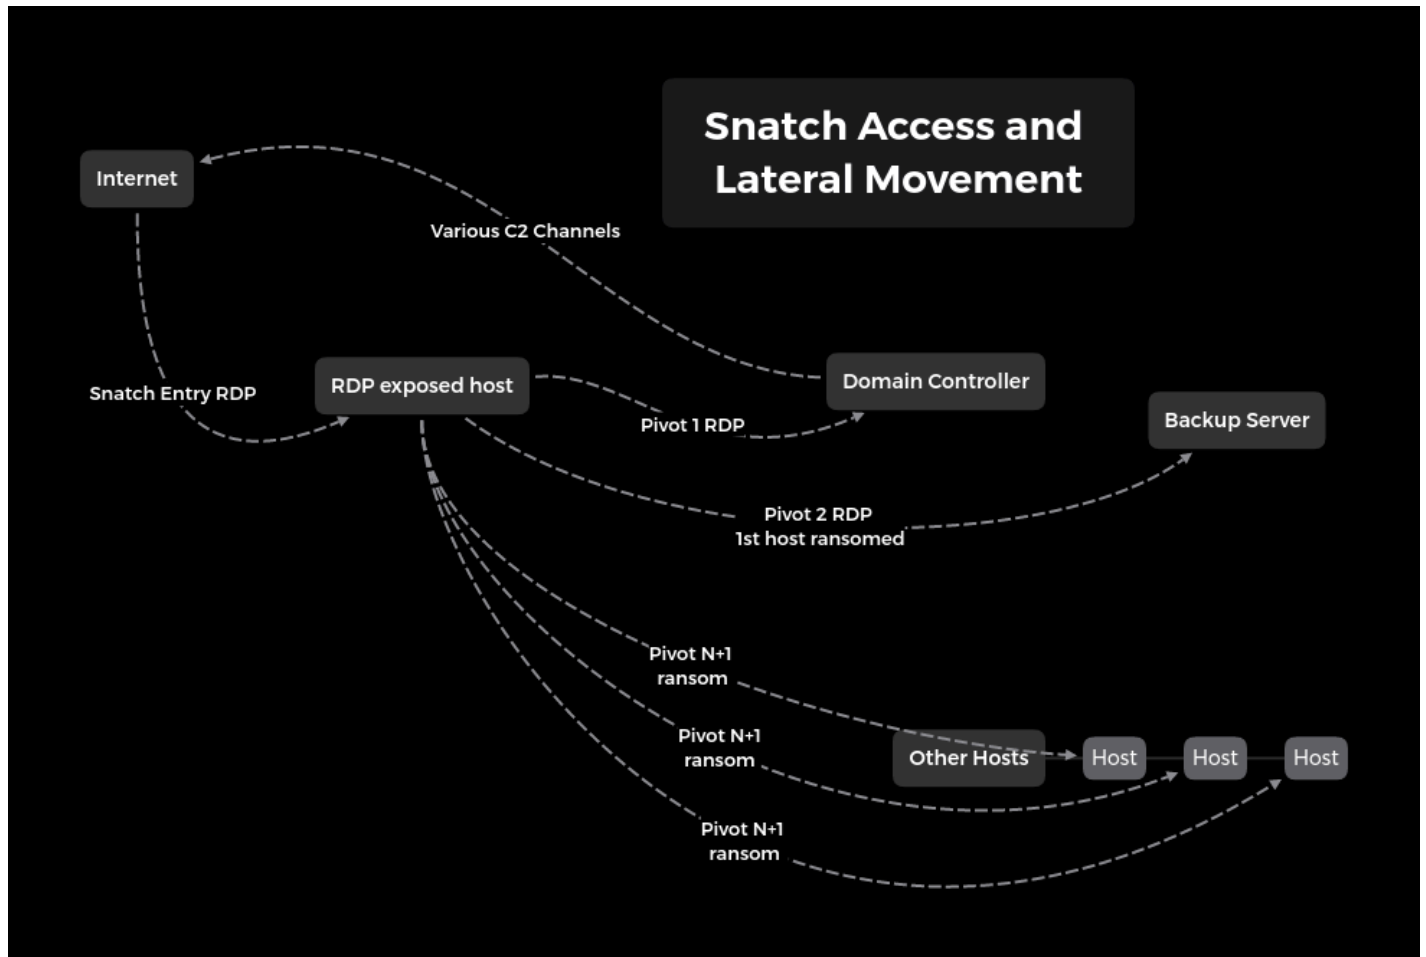 Snatch Access and
Lateral Movement
Internet
Various C2 Channels
Snatch Entry RDP
RDP exposed host
Pivot 1 RDP
Domain Controller
Backup Server
Pivot 2 RDP
1st host ransomed
Pivot N+1
ransom
Pivot N+1
ransom
Pivot N+1
ransom
Other Hosts
Host
Host
Host